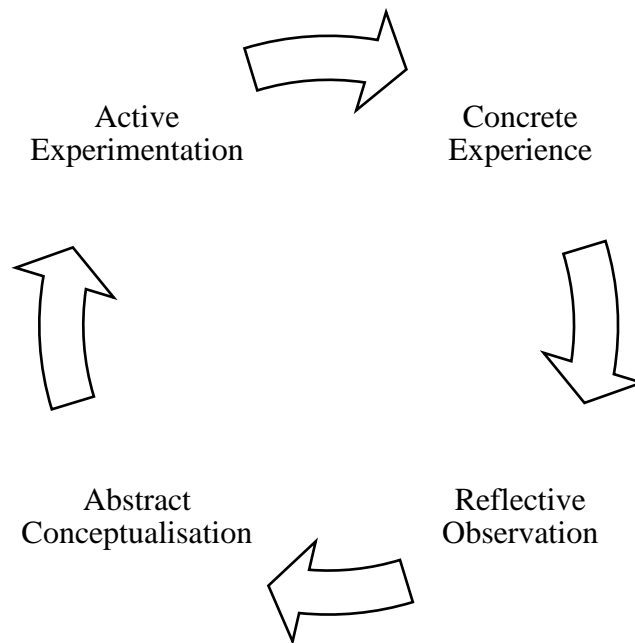 Active
Experimentation
Concrete
Experience
Abstract
Conceptualisation
Reflective
Observation